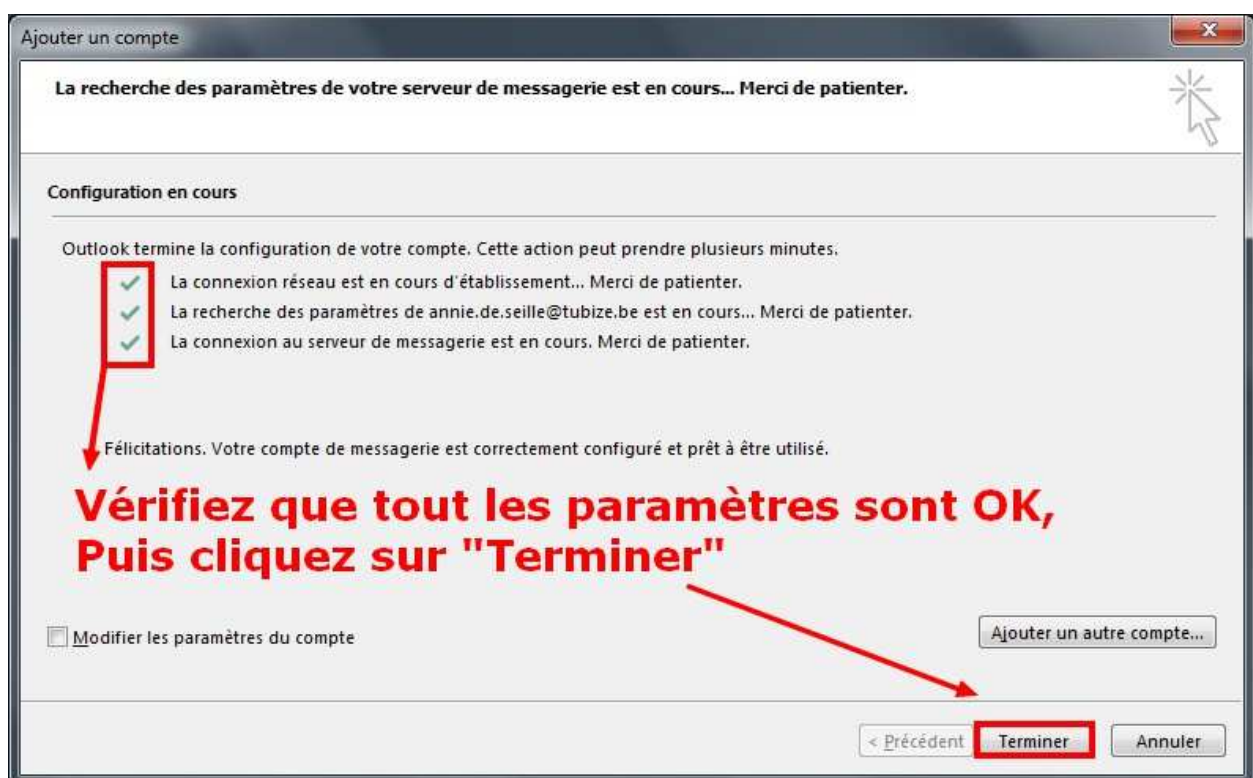 Ajouter un compte
La recherche des paramètres de votre serveur de messagerie est en cours... Merci de patienter.
Configuration en cours
Outlook termine la configuration de votre compte. Cette action peut prendre plusieurs minutes.
La connexion réseau est en cours d'établissement... Merci de patienter.
La recherche des paramètres de annie.de.seille@tubize.be est en cours... Merci de patienter.
La connexion au serveur de messagerie est en cours. Merci de patienter.
Félicitations. Votre compte de messagerie est correctement configuré et prêt à être utilisé.
Vérifiez que tout les paramètres sont OK,
Puis cliquez sur "Terminer"
Modifier les paramètres du compte
Ajouter un autre compte...
< Précédent Terminer Annuler